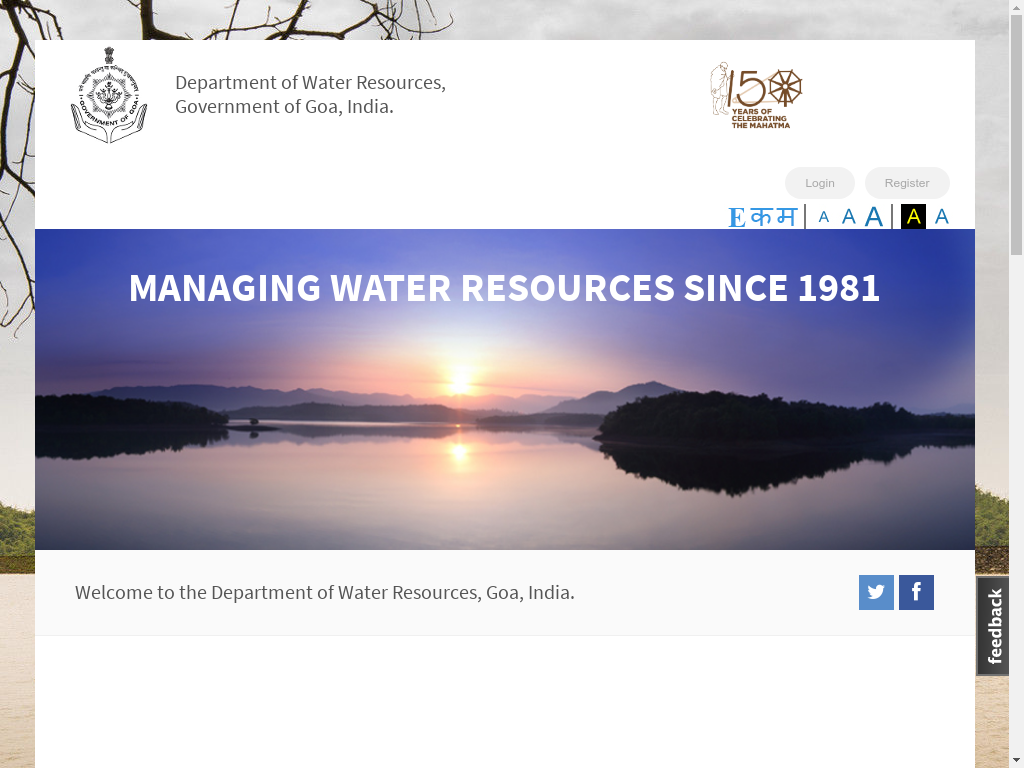 Department of Water Resources,
Government of Goa, India.
GOVERNMENT OF GOA
150
YEARS OF
CELEBRATING
THE MAHATMA
Login
Register
E क म A A A A A
MANAGING WATER RESOURCES SINCE 1981
Welcome to the Department of Water Resources, Goa, India.
feedback